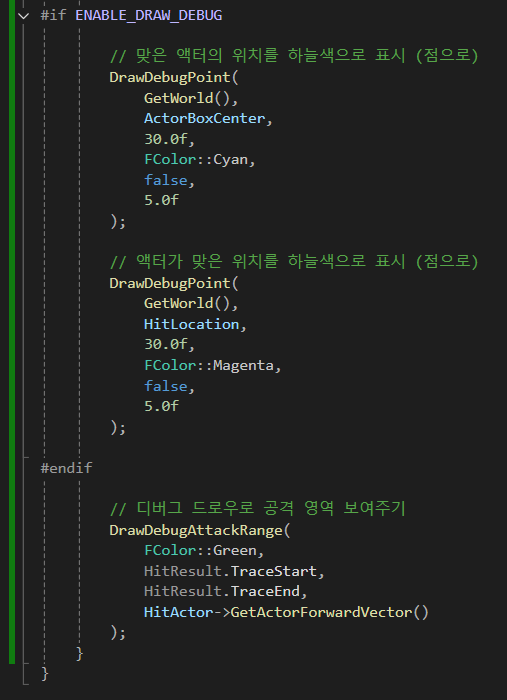 #if ENABLE_DRAW_DEBUG
// 맞은 액터의 위치를 하늘색으로 표시 (점으로)
DrawDebugPoint(
GetWorld(),
ActorBoxCenter,
30.0f,
FColor::Cyan,
false,
5.0f
);
// 액터가 맞은 위치를 하늘색으로 표시 (점으로)
DrawDebugPoint(
GetWorld(),
HitLocation,
30.0f,
FColor::Magenta,
false,
5.0f
);
#endif
// 디버그 드로우로 공격 영역 보여주기
DrawDebugAttackRange(
FColor::Green,
HitResult.TraceStart,
HitResult.TraceEnd,
HitActor->GetActorForwardVector()
);
}
}